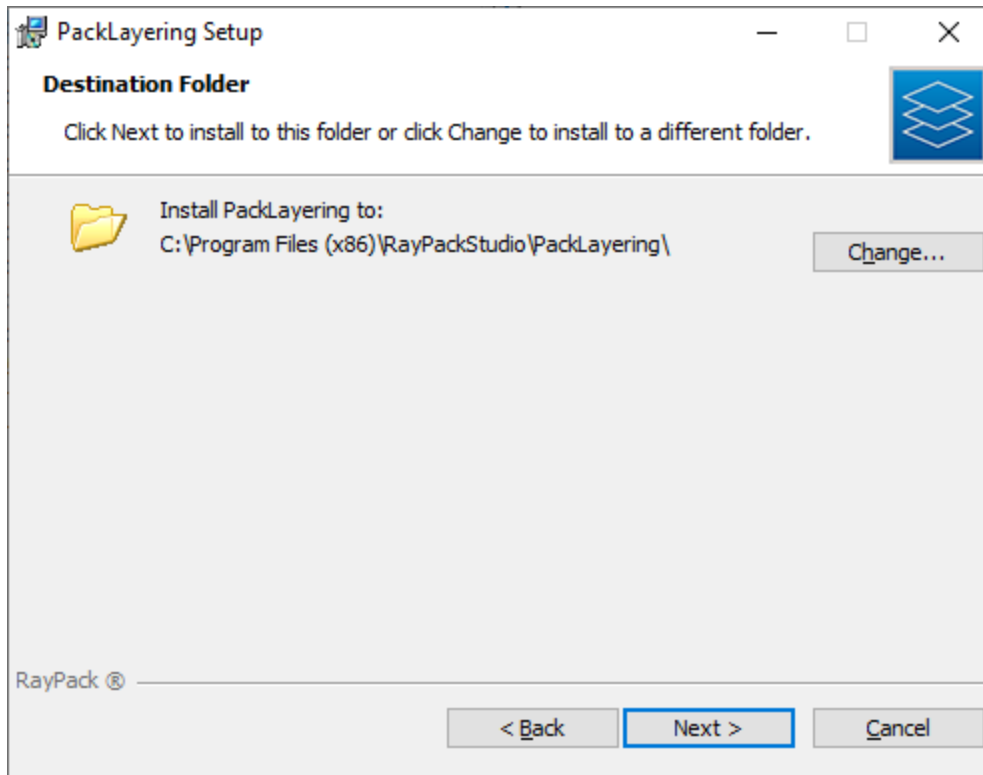 PackLayering Setup
Destination Folder
Click Next to install to this folder or click Change to install to a different folder.
Install PackLayering to:
C:\Program Files (x86)\RayPackStudio\PackLayering\
Change...
RayPack ®
< Back
Next >
Cancel